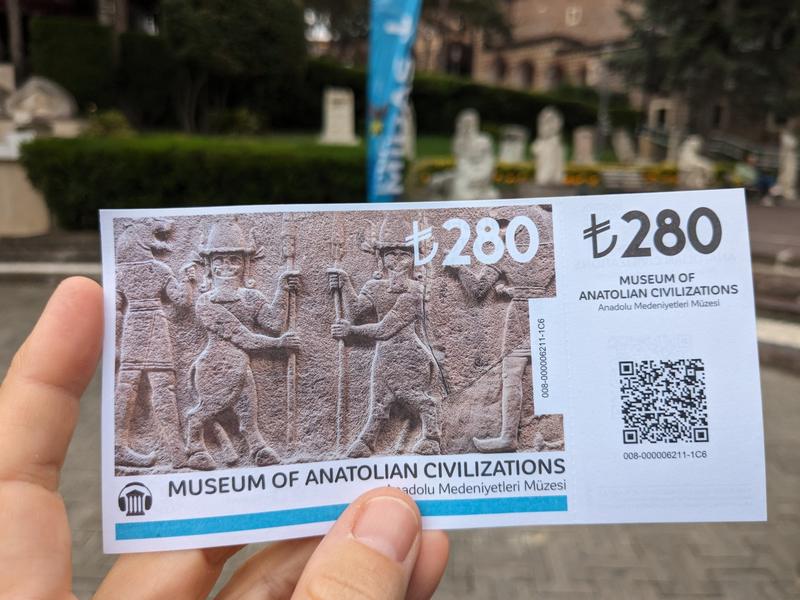 ₺280
008-000006211-1C6
MUSEUM OF ANATOLIAN CIVILIZATIONS
Anadolu Medeniyetleri Müzesi
₺280
MUSEUM OF
ANATOLIAN CIVILIZATIONS
Anadolu Medeniyetleri Müzesi
008-000006211-1C6